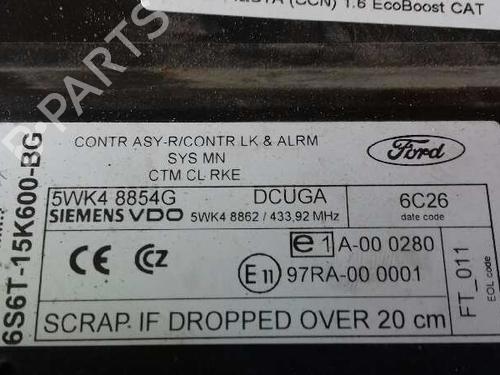 (CCN) 1.6 EcoBoost CAT
CONTR ASY-R/CONTR LK & ALRM
SYS MN
CTM CL RKE
Ford
5WK4 8854G DCUGA 6C26
SIEMENS VDO 5WK4 8862 / 433,92 MHz date code
e1 A-00 0280
CE CZ
E11 97RA-00 0001
SCRAP IF DROPPED OVER 20 cm
6S6T-15K600-BG
FT_011
EOL code